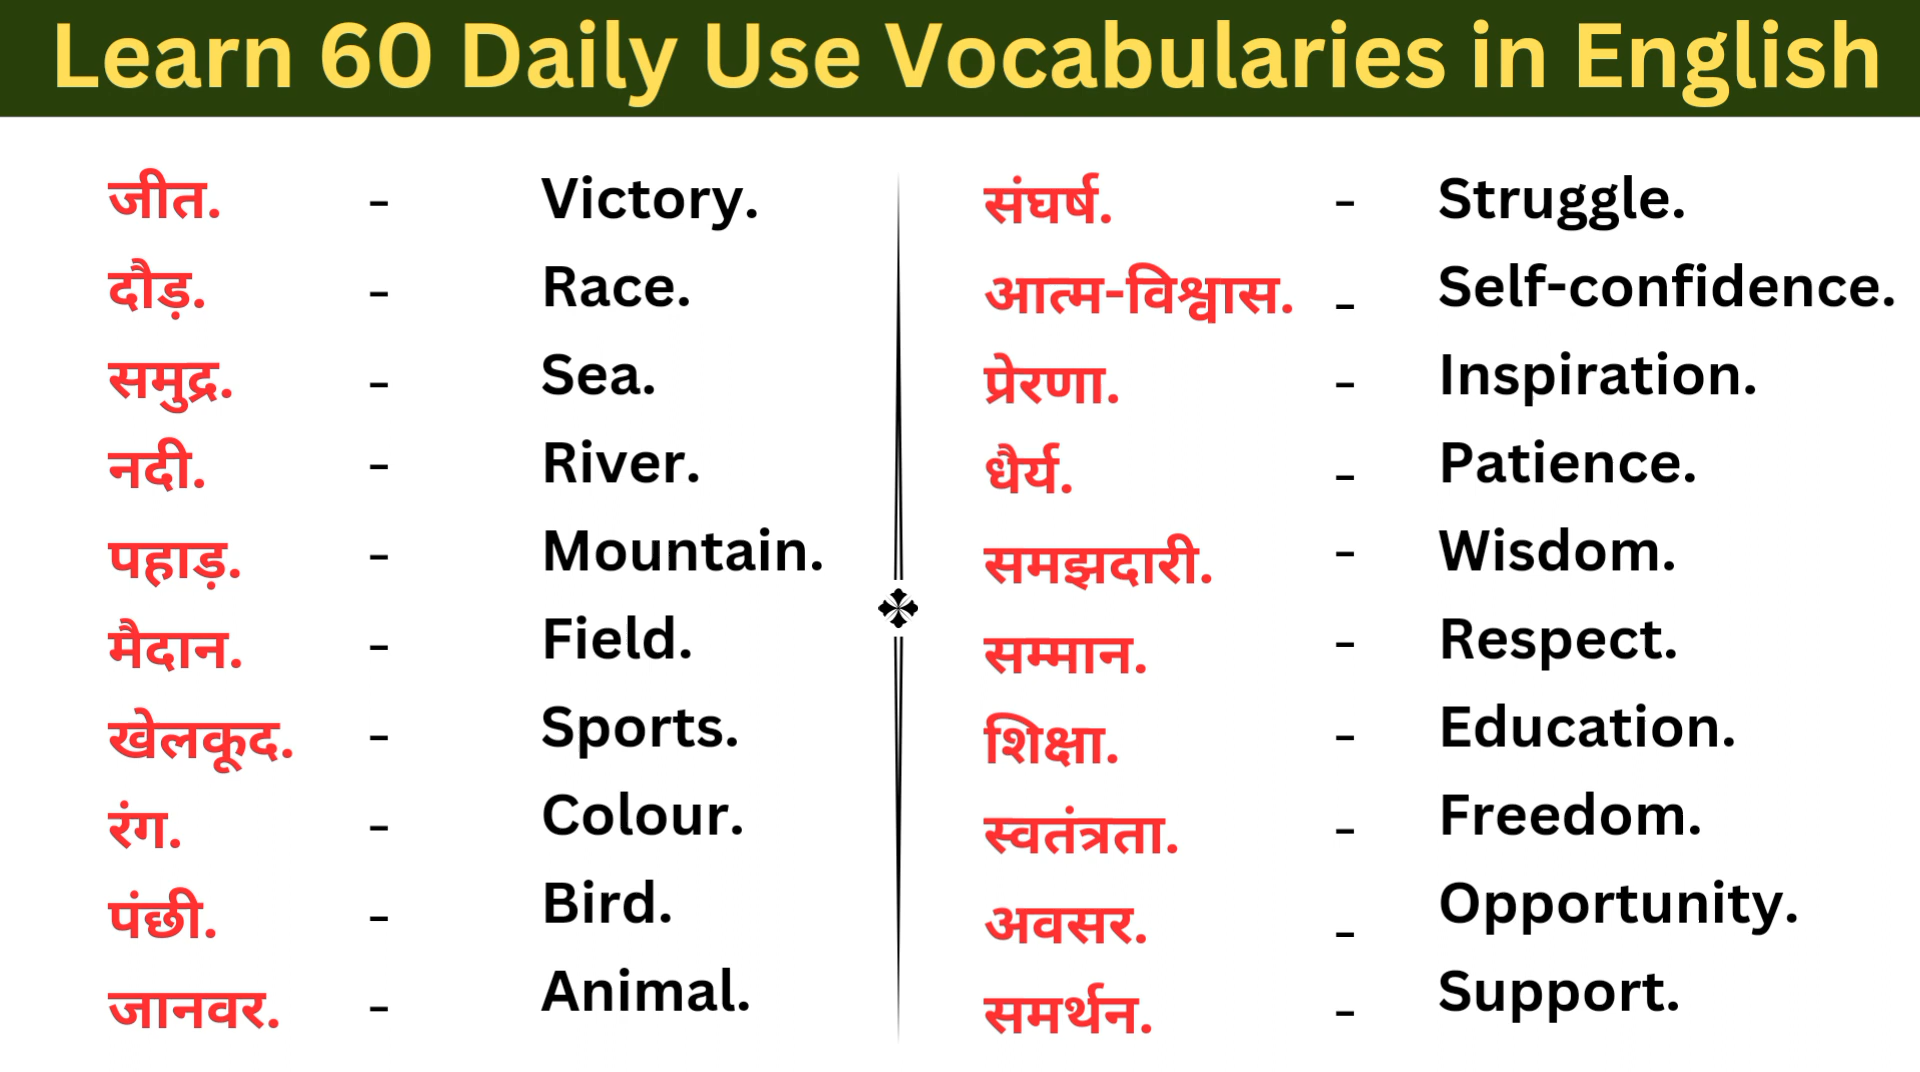 Learn 60 Daily Use Vocabularies in English
जीत. - Victory.
दौड़. - Race.
समुद्र. - Sea.
नदी. - River.
पहाड़. - Mountain.
मैदान. - Field.
खेलकूद. - Sports.
रंग. - Colour.
पंछी. - Bird.
जानवर. - Animal.
संघर्ष. - Struggle.
आत्म-विश्वास. - Self-confidence.
प्रेरणा. - Inspiration.
धैर्य. - Patience.
समझदारी. - Wisdom.
सम्मान. - Respect.
शिक्षा. - Education.
स्वतंत्रता. - Freedom.
अवसर. - Opportunity.
समर्थन. - Support.